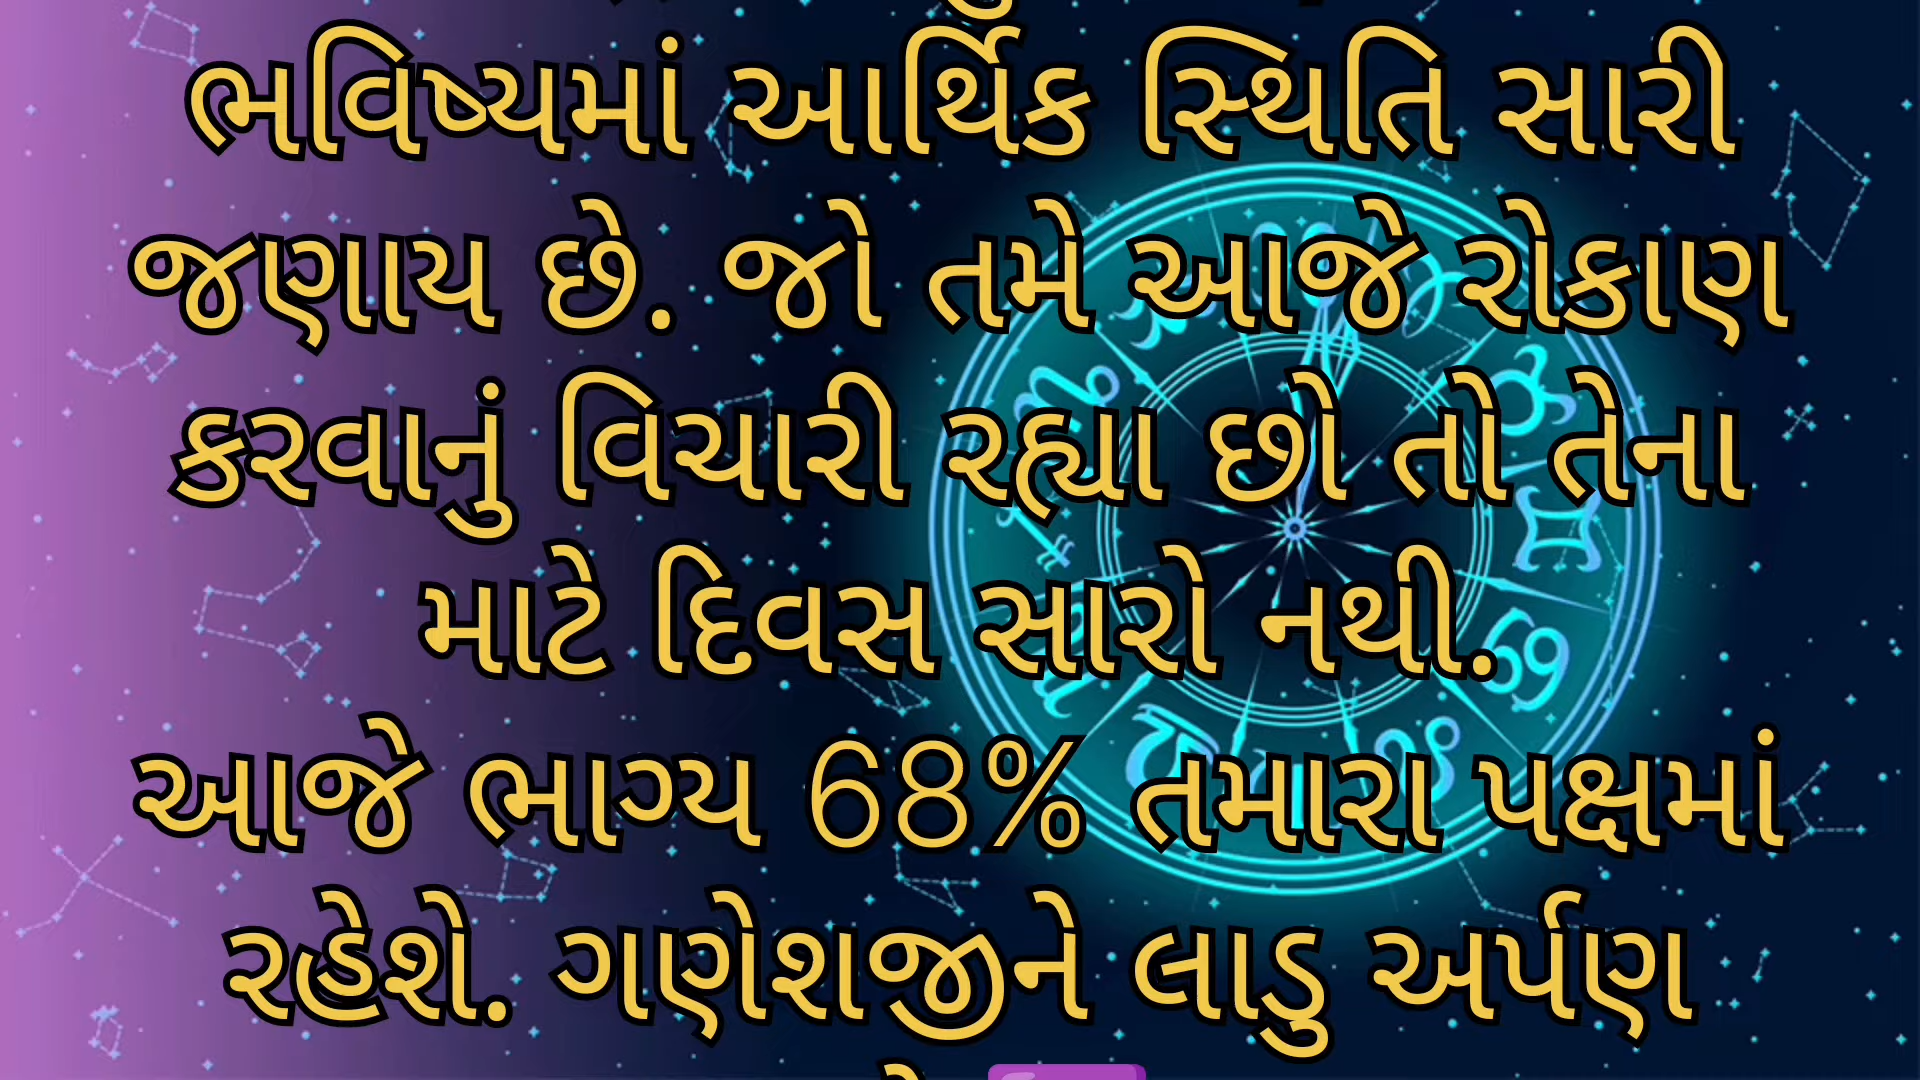 ભવિષ્યમાં આર્થિક સ્થિતિ સારી
જણાય છે. જો તમે આજે રોકાણ
કરવાનું વિચારી રહ્યા છો તો તેના
માટે દિવસ સારો નથી.
આજે ભાગ્ય 68% તમારા પક્ષમાં
રહેશે. ગણેશજીને લાડુ અર્પણ